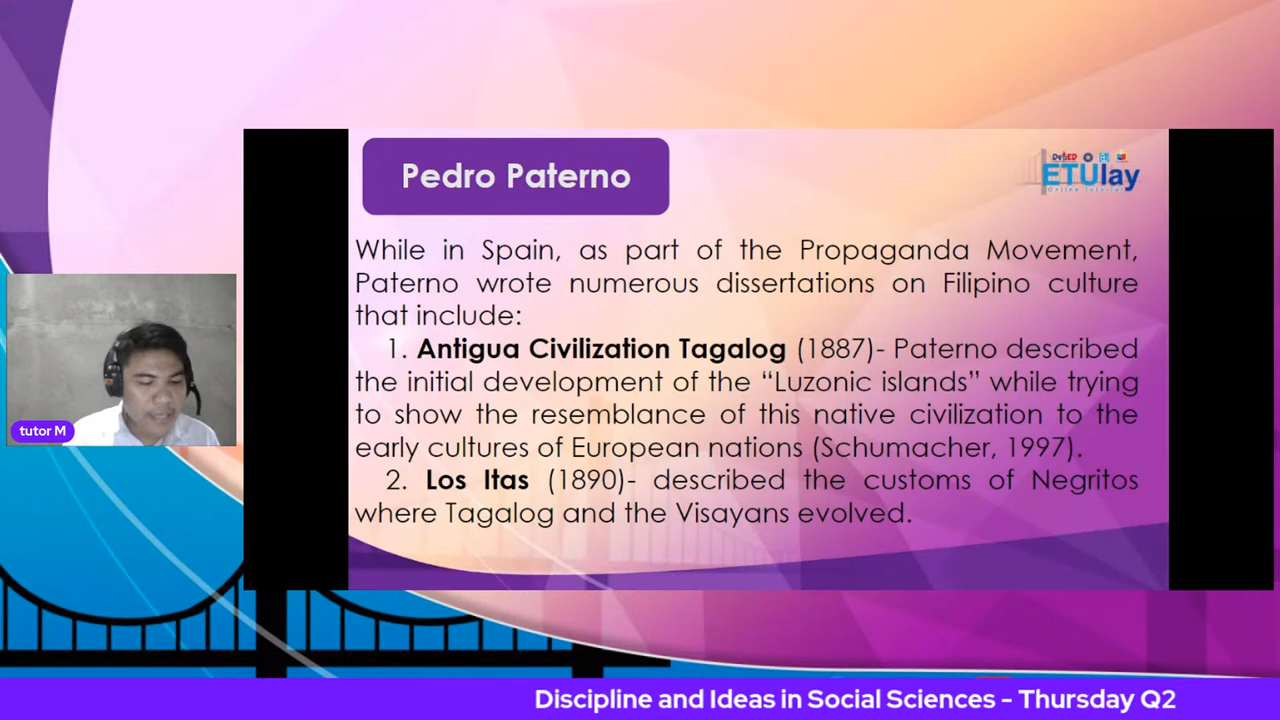 Pedro Paterno
DepED
ETUlay
Online Tutorial
While in Spain, as part of the Propaganda Movement,
Paterno wrote numerous dissertations on Filipino culture
that include:
1. Antigua Civilization Tagalog (1887)- Paterno described
the initial development of the “Luzonic islands” while trying
to show the resemblance of this native civilization to the
early cultures of European nations (Schumacher, 1997).
2. Los Itas (1890)- described the customs of Negritos
where Tagalog and the Visayans evolved.
tutor M
Discipline and Ideas in Social Sciences - Thursday Q2